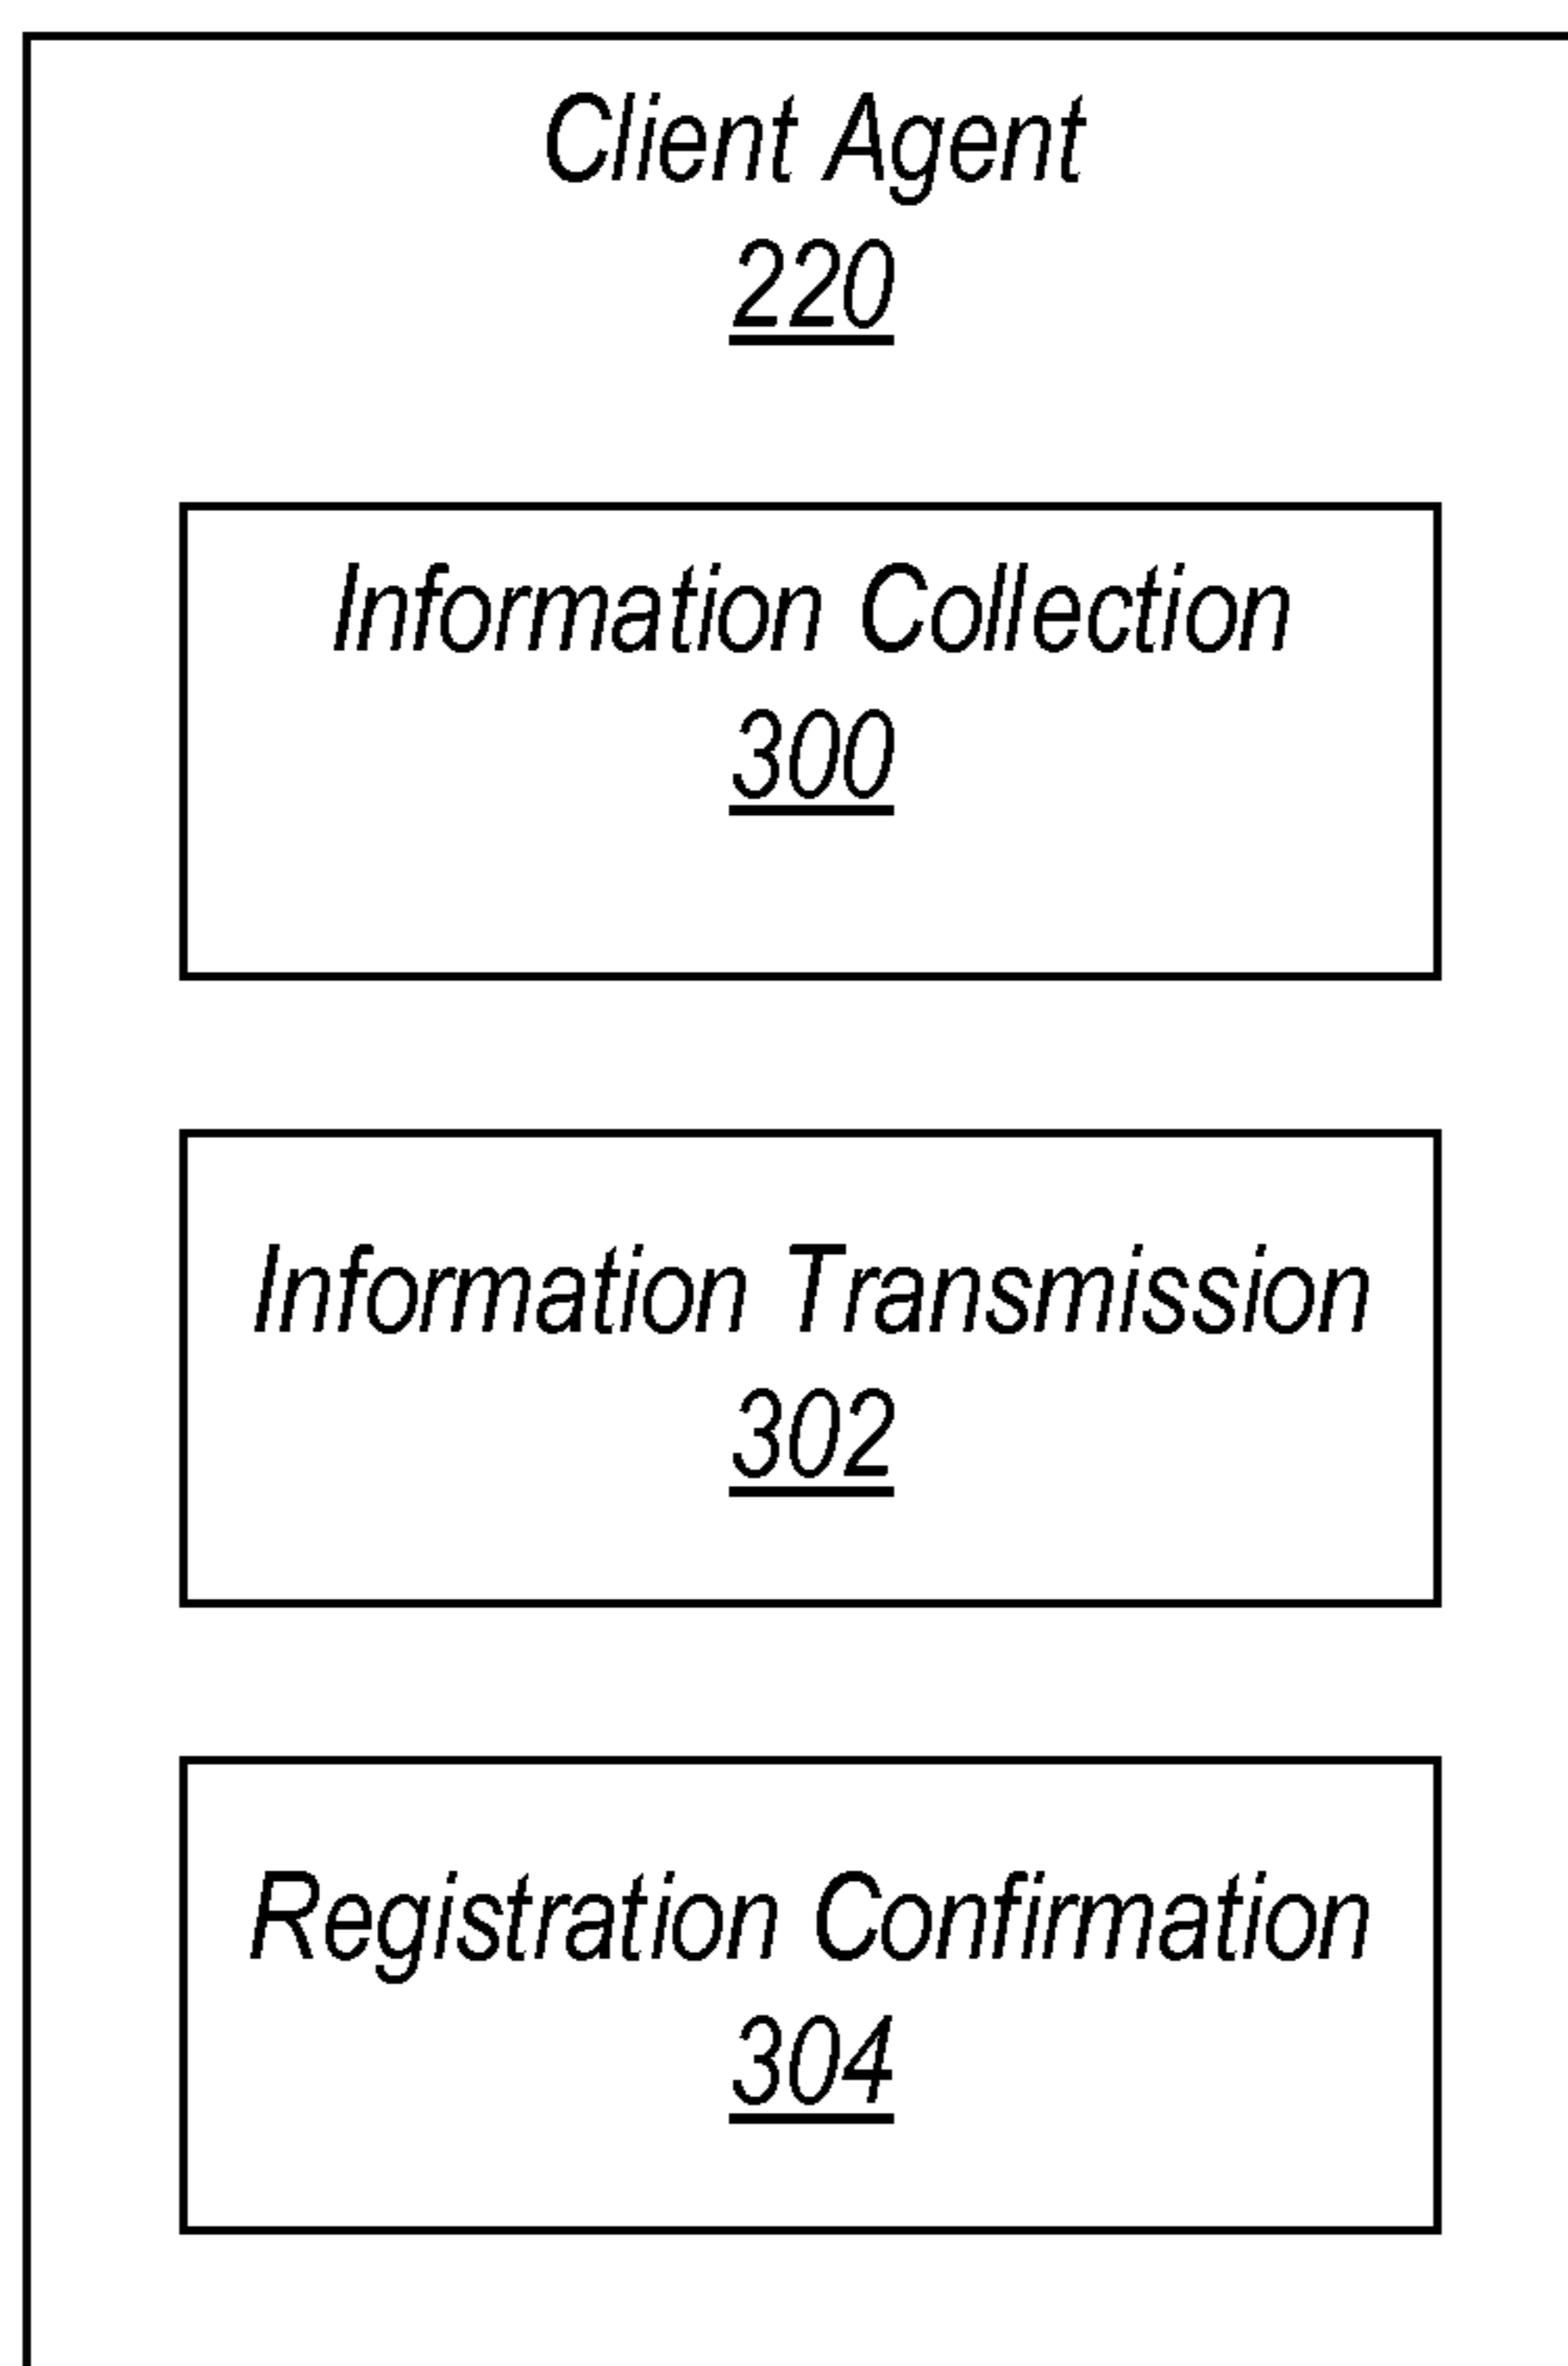 Client Agent
220
Information Collection
300
Information Transmission
302
Registration Confirmation
304